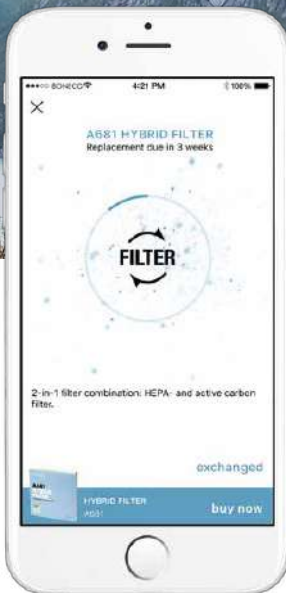 BONECO 4:21 PM 100%
A681 HYBRID FILTER
Replacement due in 3 weeks
FILTER
2-in-1 filter combination: HEPA- and active carbon
filter.
exchanged
A681
HYBRID FILTER
A681
buy now